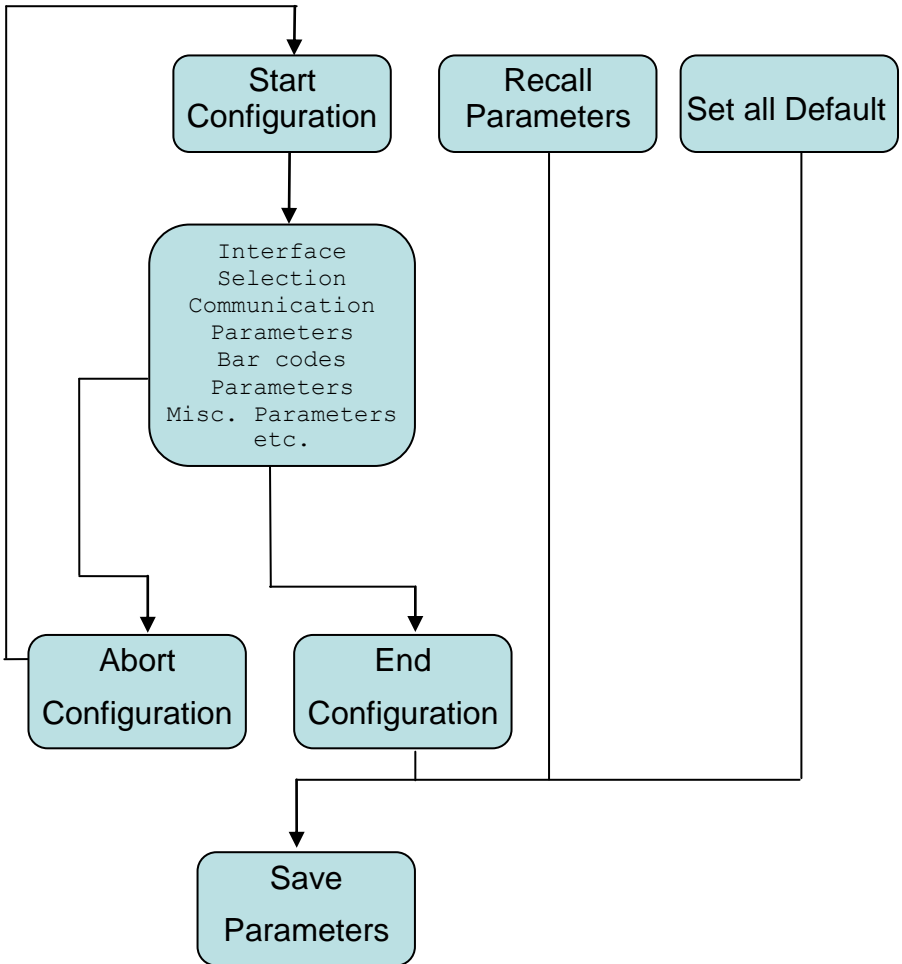 Start
Configuration
Recall
Parameters
Set all Default
Interface
Selection
Communication
Parameters
Bar codes
Parameters
Misc. Parameters
etc.
Abort
Configuration
End
Configuration
Save
Parameters